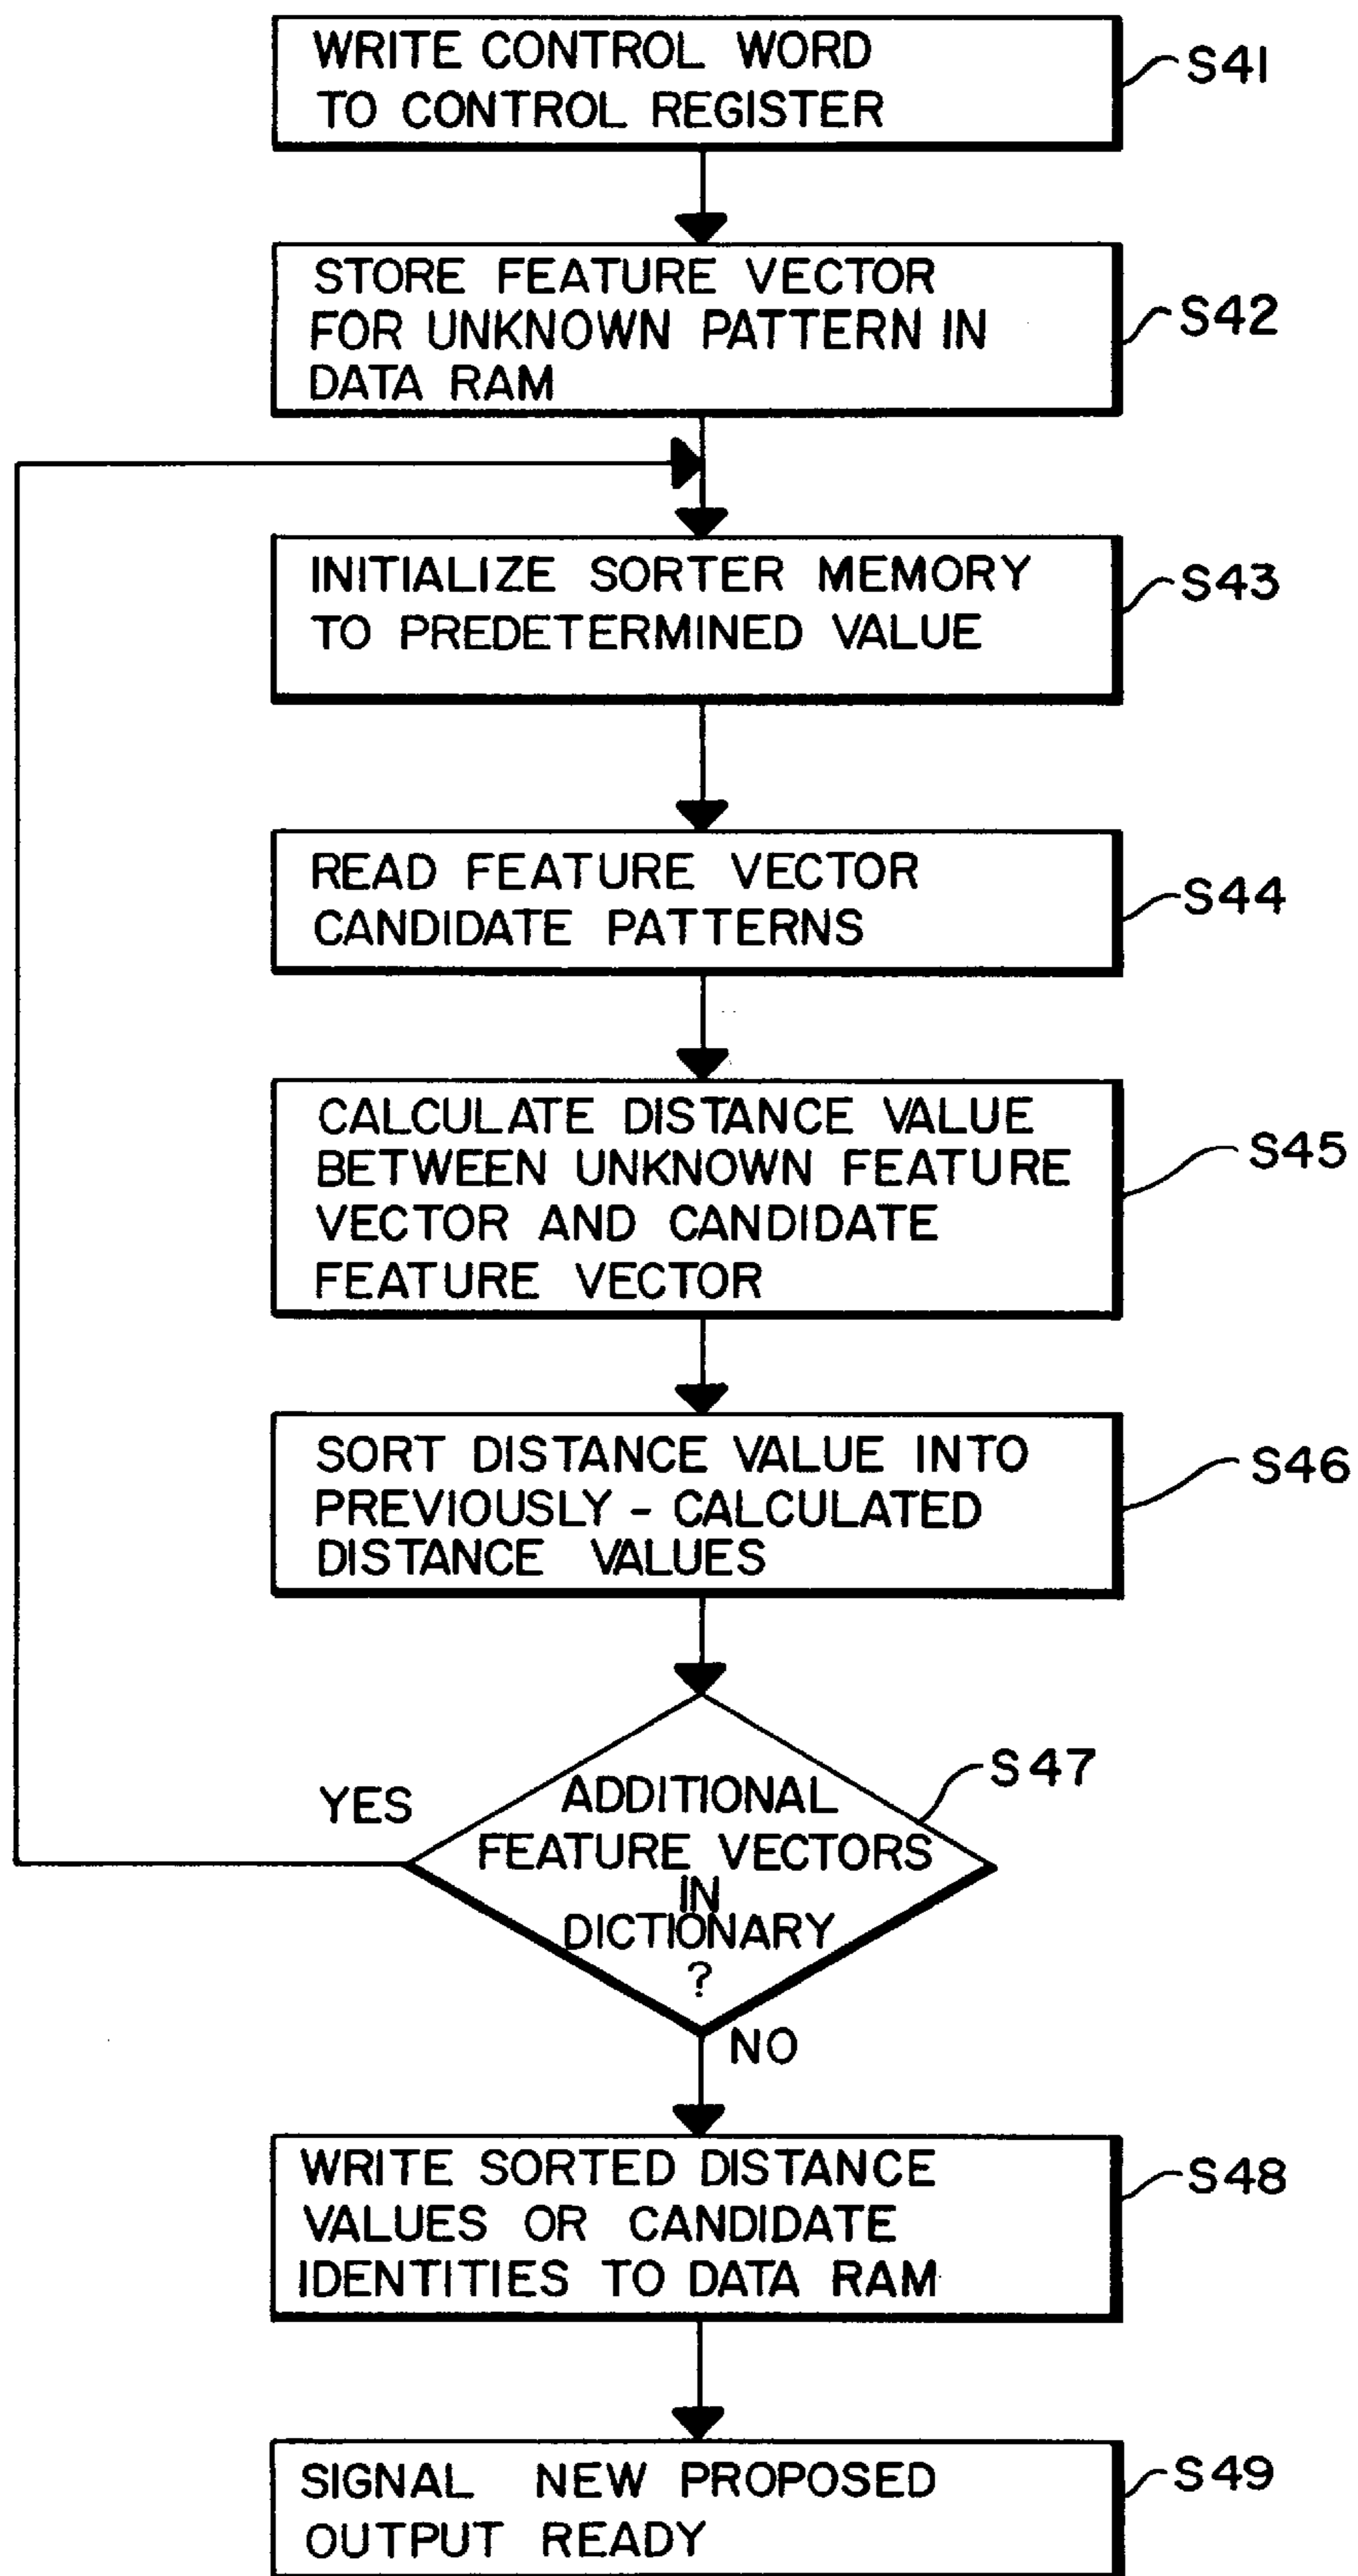 WRITE CONTROL WORD
TO CONTROL REGISTER
S41
STORE FEATURE VECTOR
FOR UNKNOWN PATTERN IN
DATA RAM
S42
INITIALIZE SORTER MEMORY
TO PREDETERMINED VALUE
S43
READ FEATURE VECTOR
CANDIDATE PATTERNS
S44
CALCULATE DISTANCE VALUE
BETWEEN UNKNOWN FEATURE
VECTOR AND CANDIDATE
FEATURE VECTOR
S45
SORT DISTANCE VALUE INTO
PREVIOUSLY - CALCULATED
DISTANCE VALUES
S46
YES
ADDITIONAL
FEATURE VECTORS
IN
DICTIONARY
?
S47
NO
WRITE SORTED DISTANCE
VALUES OR CANDIDATE
IDENTITIES TO DATA RAM
S48
SIGNAL NEW PROPOSED
OUTPUT READY
S49